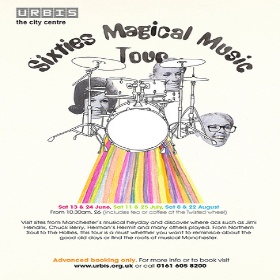 URBIS
the city centre
Sixties Magical Music
Tour
Sat 13 & 24 June, Sat 11 & 25 July, Sat 8 & 22 August
From 10.30am, £6 (includes tea or coffee at the Twisted Wheel)
Visit sites from Manchester's musical heyday and discover where acts such as Jimi
Hendrix, Chuck Berry, Herman's Hermit and many others played. From Northern
Soul to the Hollies, this tour is a must whether you want to reminisce about the
good old days or find the roots of musical Manchester.
Advanced booking only. For more info or to book visit
www.urbis.org.uk or call 0161 605 8200